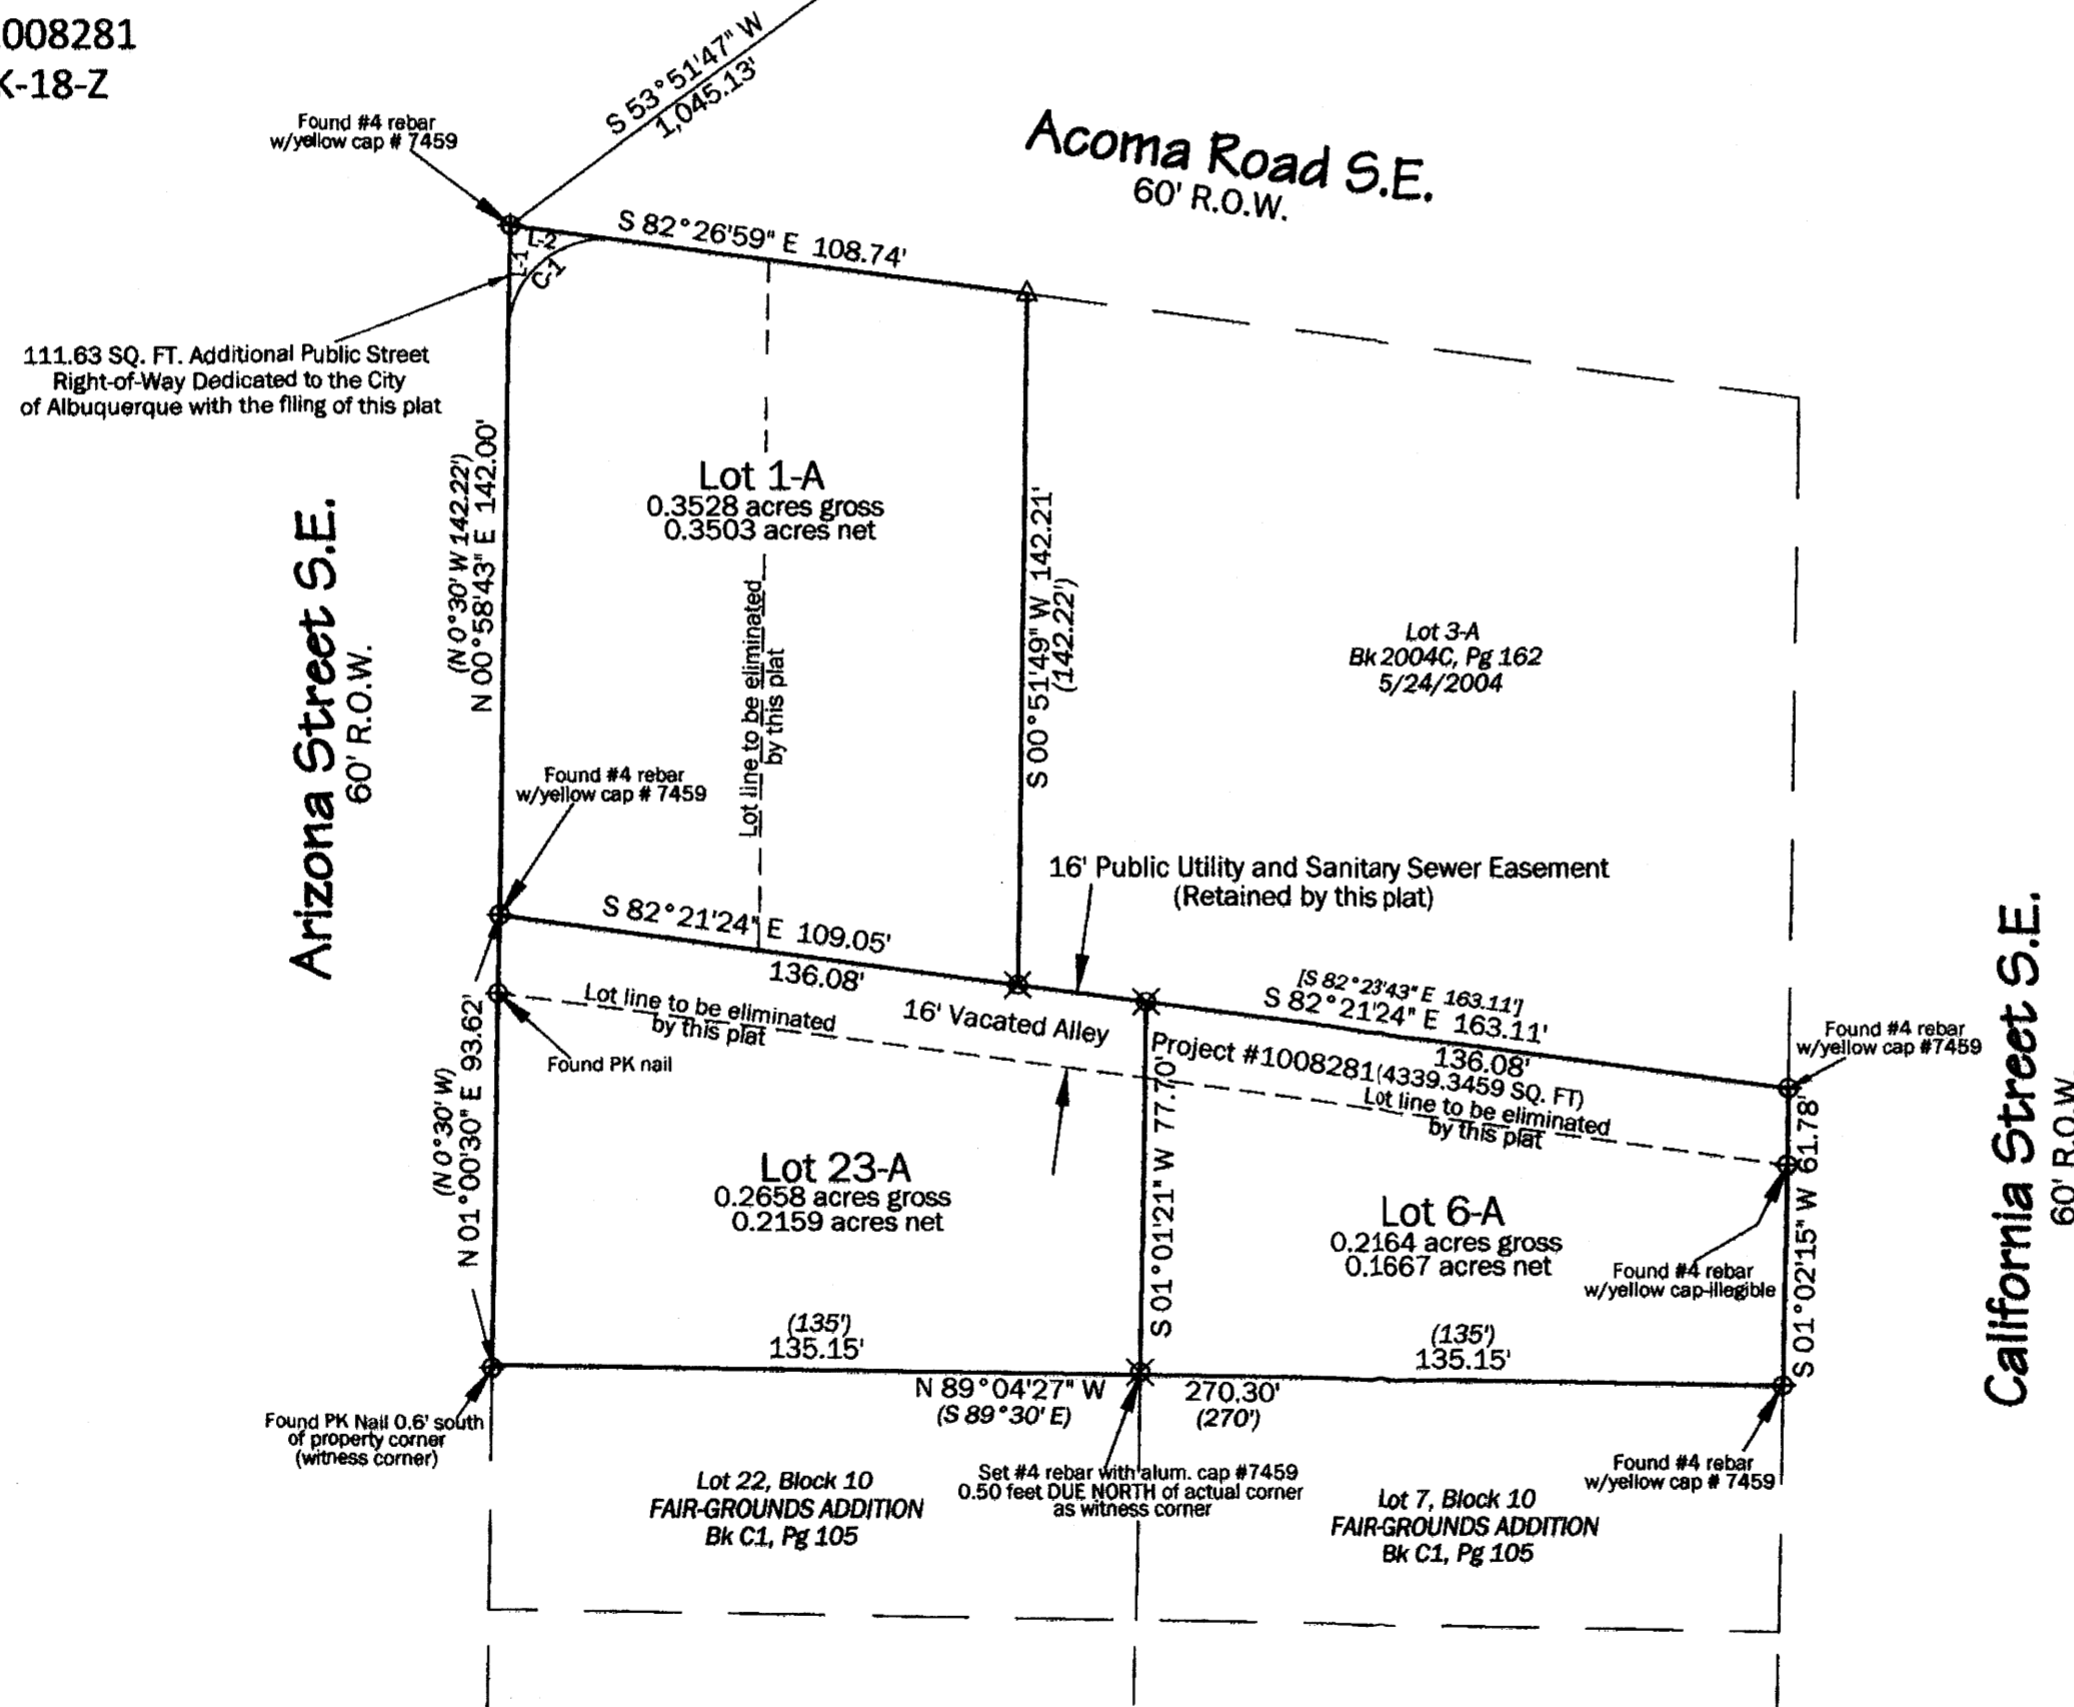 008281
K-18-Z
S 53°51'47" W
1,045.13'
Found #4 rebar
w/yellow cap # 7459
Acoma Road S.E.
60' R.O.W.
S 82°26'59" E 108.74'
L-2
L-1
C-1
111.63 SQ. FT. Additional Public Street
Right-of-Way Dedicated to the City
of Albuquerque with the filing of this plat
(N 0°30' W 142.22')
N 00°58'43" E 142.00'
Lot 1-A
0.3528 acres gross
0.3503 acres net
S 00°51'49" W 142.21'
(142.22')
Lot line to be eliminated
by this plat
Lot 3-A
Bk 2004C, Pg 162
5/24/2004
Arizona Street S.E.
60' R.O.W.
Found #4 rebar
w/yellow cap # 7459
16' Public Utility and Sanitary Sewer Easement
(Retained by this plat)
S 82°21'24" E 109.05'
136.08'
[S 82°23'43" E 163.11']
S 82°21'24" E 163.11'
136.08'
Lot line to be eliminated
by this plat
16' Vacated Alley
Project #1008281(4339.3459 SQ. FT)
Lot line to be eliminated
by this plat
Found #4 rebar
w/yellow cap #7459
Found PK nail
(N 0°30' W)
N 01°00'30" E 93.62'
S 01°01'21" W 77.70'
S 01°02'15" W 61.78'
California Street S.E.
60' R.O.W.
Lot 23-A
0.2658 acres gross
0.2159 acres net
Lot 6-A
0.2164 acres gross
0.1667 acres net
Found #4 rebar
w/yellow cap-illegible
(135')
135.15'
(135')
135.15'
N 89°04'27" W
(S 89°30' E)
270.30'
(270')
Found PK Nail 0.6' south
of property corner
(witness corner)
Set #4 rebar with alum. cap #7459
0.50 feet DUE NORTH of actual corner
as witness corner
Found #4 rebar
w/yellow cap # 7459
Lot 22, Block 10
FAIR-GROUNDS ADDITION
Bk C1, Pg 105
Lot 7, Block 10
FAIR-GROUNDS ADDITION
Bk C1, Pg 105